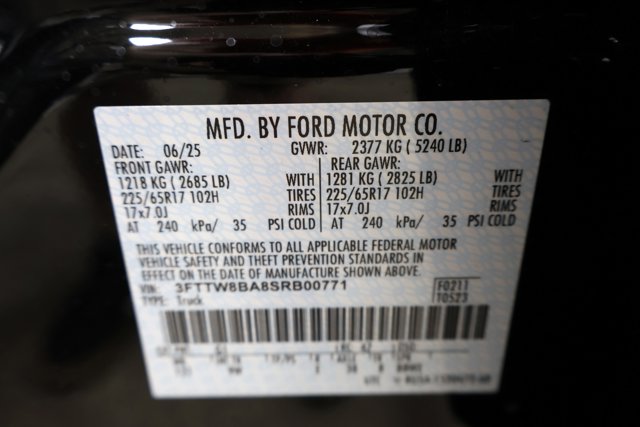 MFD. BY FORD MOTOR CO.
DATE: 06/25 GVWR: 2377 KG ( 5240 LB)
FRONT GAWR: REAR GAWR:
1218 KG ( 2685 LB) WITH 1281 KG ( 2825 LB) WITH
225/65R17 102H TIRES 225/65R17 102H TIRES
17x7.0J RIMS 17x7.0J RIMS
AT 240 kPa/ 35 PSI COLD AT 240 kPa/ 35 PSI COLD
THIS VEHICLE CONFORMS TO ALL APPLICABLE FEDERAL MOTOR
VEHICLE SAFETY AND THEFT PREVENTION STANDARDS IN
EFFECT ON THE DATE OF MANUFACTURE SHOWN ABOVE.
VIN: 3FTTW8BA8SRB00771 F0211
TYPE: Truck T0523